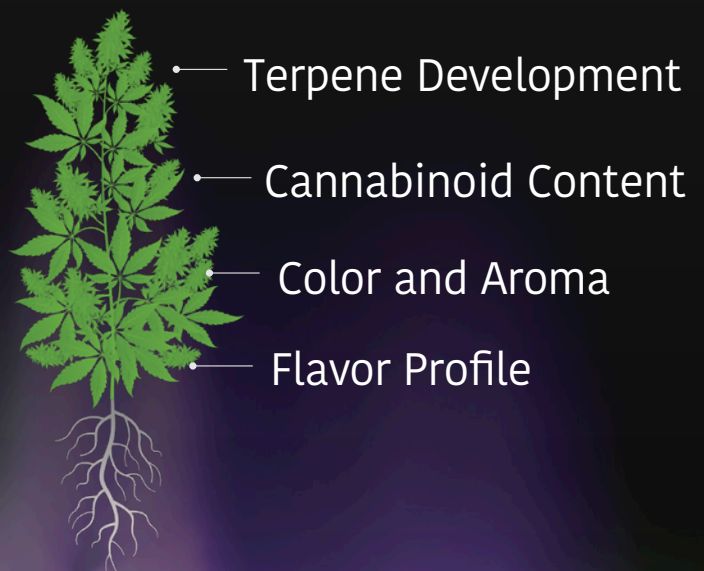 Terpene Development
Cannabinoid Content
Color and Aroma
Flavor Profile